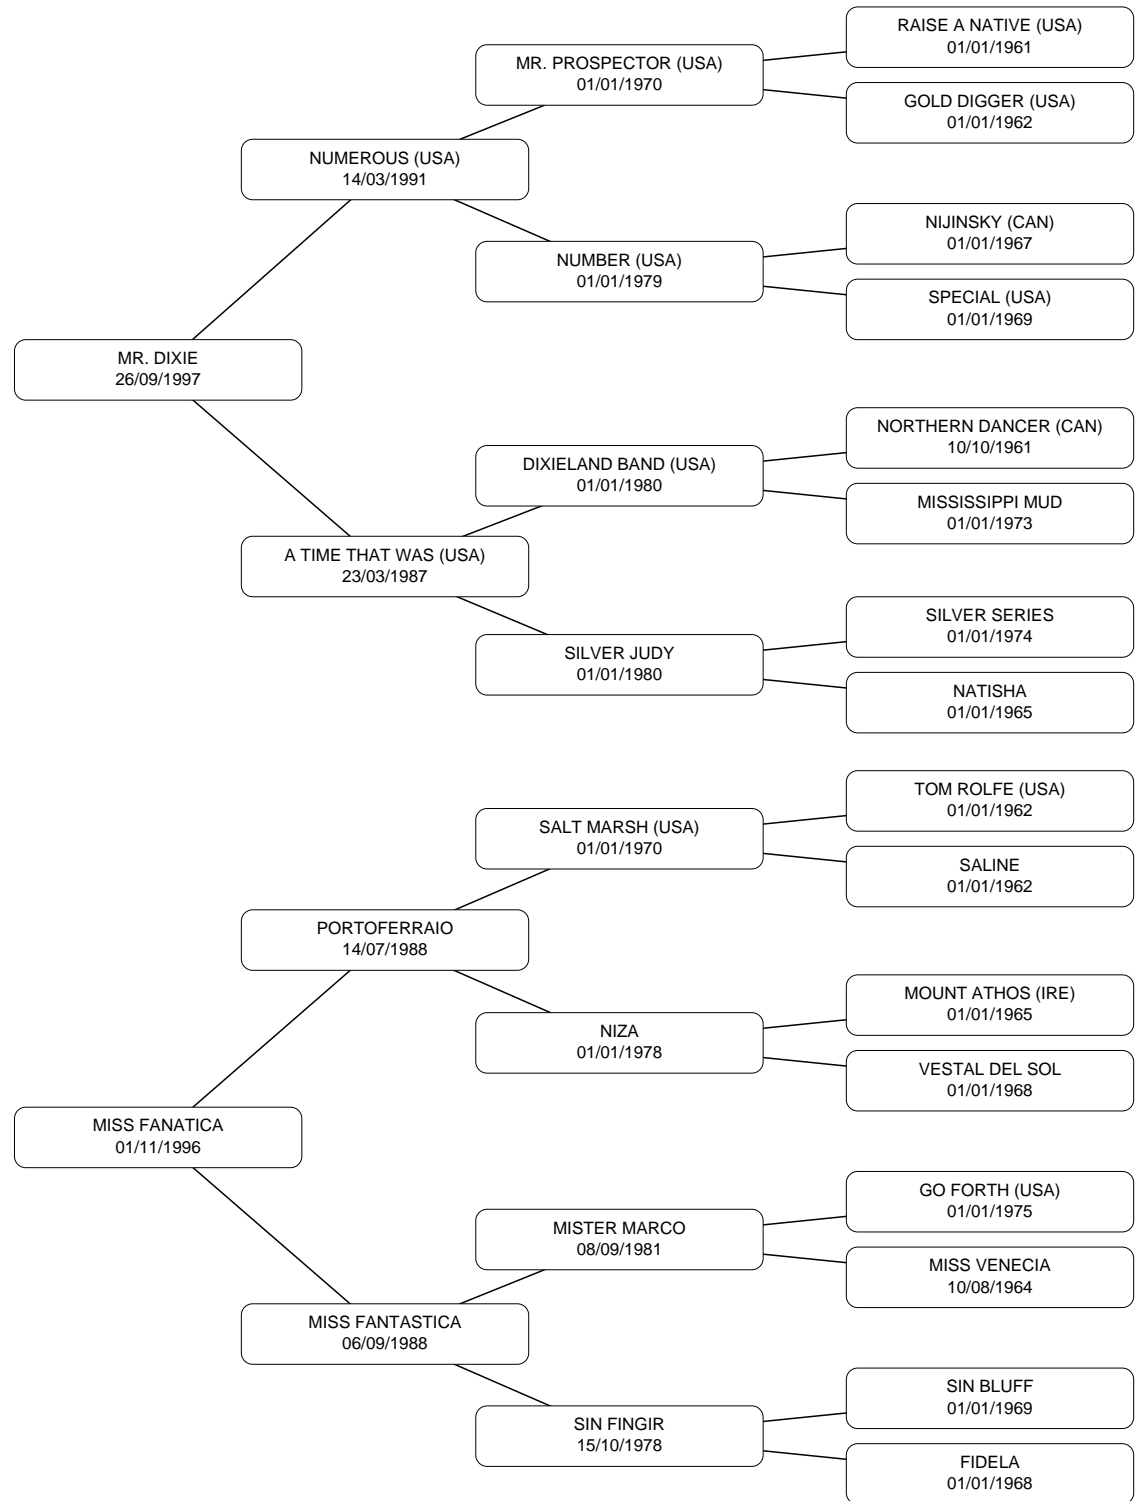 RAISE A NATIVE (USA)
01/01/1961
MR. PROSPECTOR (USA)
01/01/1970
GOLD DIGGER (USA)
01/01/1962
NUMEROUS (USA)
14/03/1991
NIJINSKY (CAN)
01/01/1967
NUMBER (USA)
01/01/1979
SPECIAL (USA)
01/01/1969
MR. DIXIE
26/09/1997
NORTHERN DANCER (CAN)
10/10/1961
DIXIELAND BAND (USA)
01/01/1980
MISSISSIPPI MUD
01/01/1973
A TIME THAT WAS (USA)
23/03/1987
SILVER SERIES
01/01/1974
SILVER JUDY
01/01/1980
NATISHA
01/01/1965
TOM ROLFE (USA)
01/01/1962
SALT MARSH (USA)
01/01/1970
SALINE
01/01/1962
PORTOFERRAIO
14/07/1988
MOUNT ATHOS (IRE)
01/01/1965
NIZA
01/01/1978
VESTAL DEL SOL
01/01/1968
MISS FANATICA
01/11/1996
GO FORTH (USA)
01/01/1975
MISTER MARCO
08/09/1981
MISS VENECIA
10/08/1964
MISS FANTASTICA
06/09/1988
SIN BLUFF
01/01/1969
SIN FINGIR
15/10/1978
FIDELA
01/01/1968